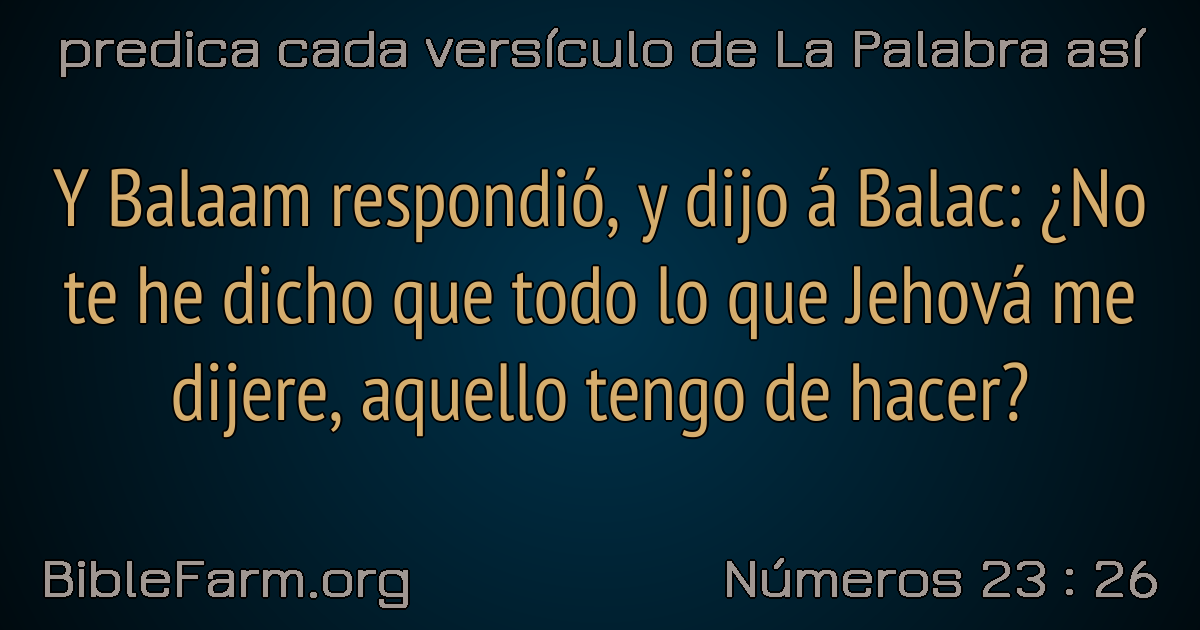 predica cada versículo de La Palabra así
Y Balaam respondió, y dijo á Balac: ¿No
te he dicho que todo lo que Jehová me
dijere, aquello tengo de hacer?
BibleFarm.org
Números 23 : 26